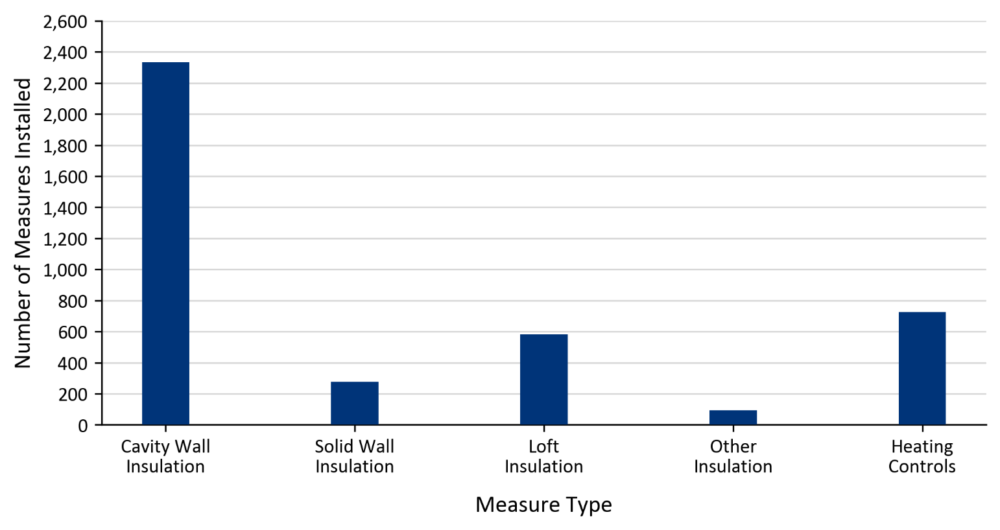 Number of Measures Installed
2,600
2,400
2,200
2,000
1,800
1,600
1,400
1,200
1,000
800
600
400
200
0
Cavity Wall
Insulation
Solid Wall
Insulation
Loft
Insulation
Other
Insulation
Heating
Controls
Measure Type